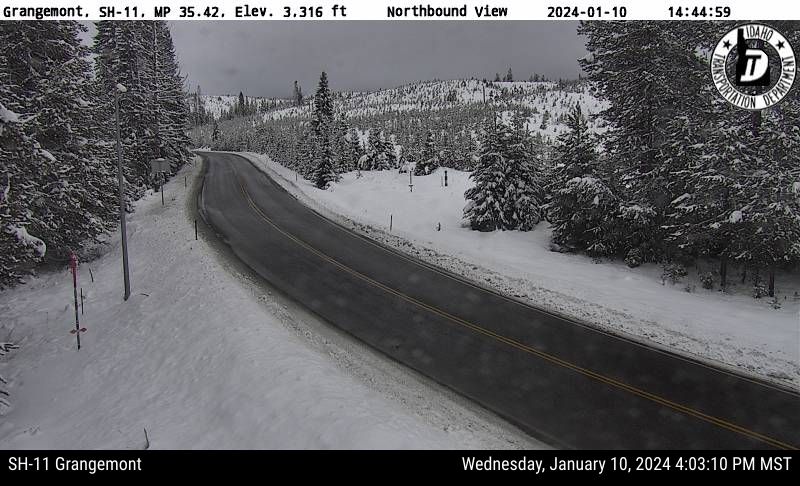 Grangemont, SH-11, MP 35.42, Elev. 3,316 ft Northbound View 2024-01-10 14:44:59
IDAHO
TRANSPORTATION DEPARTMENT
SH-11 Grangemont Wednesday, January 10, 2024 4:03:10 PM MST